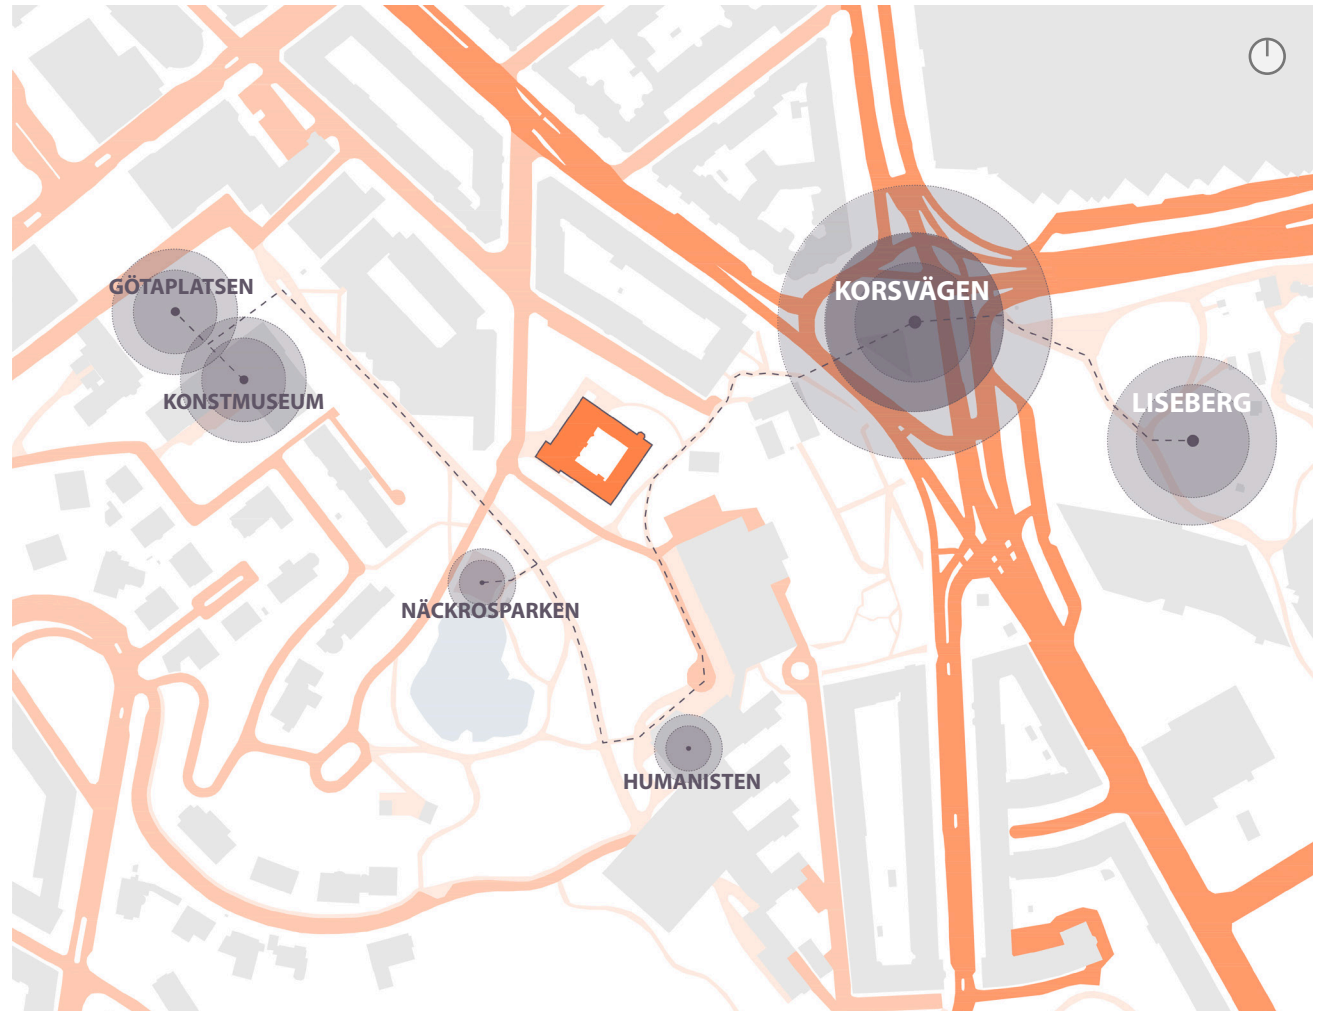 GÖTAPLATSEN
KORSVÄGEN
KONSTMUSEUM
LISEBERG
NÄCKROSPARKEN
HUMANISTEN